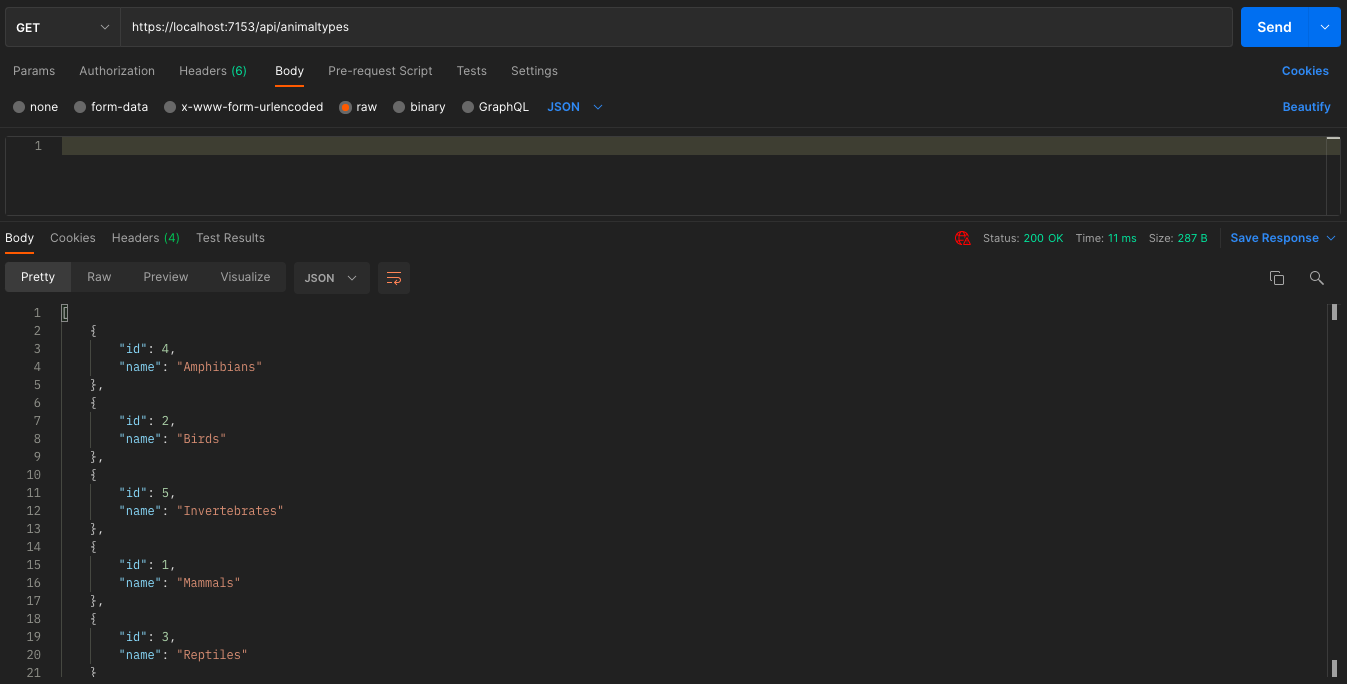 GET https://localhost:7153/api/animaltypes Send
Params Authorization Headers (6) Body Pre-request Script Tests Settings Cookies
none form-data x-www-form-urlencoded raw binary GraphQL JSON Beautify
1
Body Cookies Headers (4) Test Results Status: 200 OK Time: 11 ms Size: 287 B Save Response
Pretty Raw Preview Visualize JSON
1 [
2 {
3 "id": 4,
4 "name": "Amphibians"
5 },
6 {
7 "id": 2,
8 "name": "Birds"
9 },
10 {
11 "id": 5,
12 "name": "Invertebrates"
13 },
14 {
15 "id": 1,
16 "name": "Mammals"
17 },
18 {
19 "id": 3,
20 "name": "Reptiles"
21 }